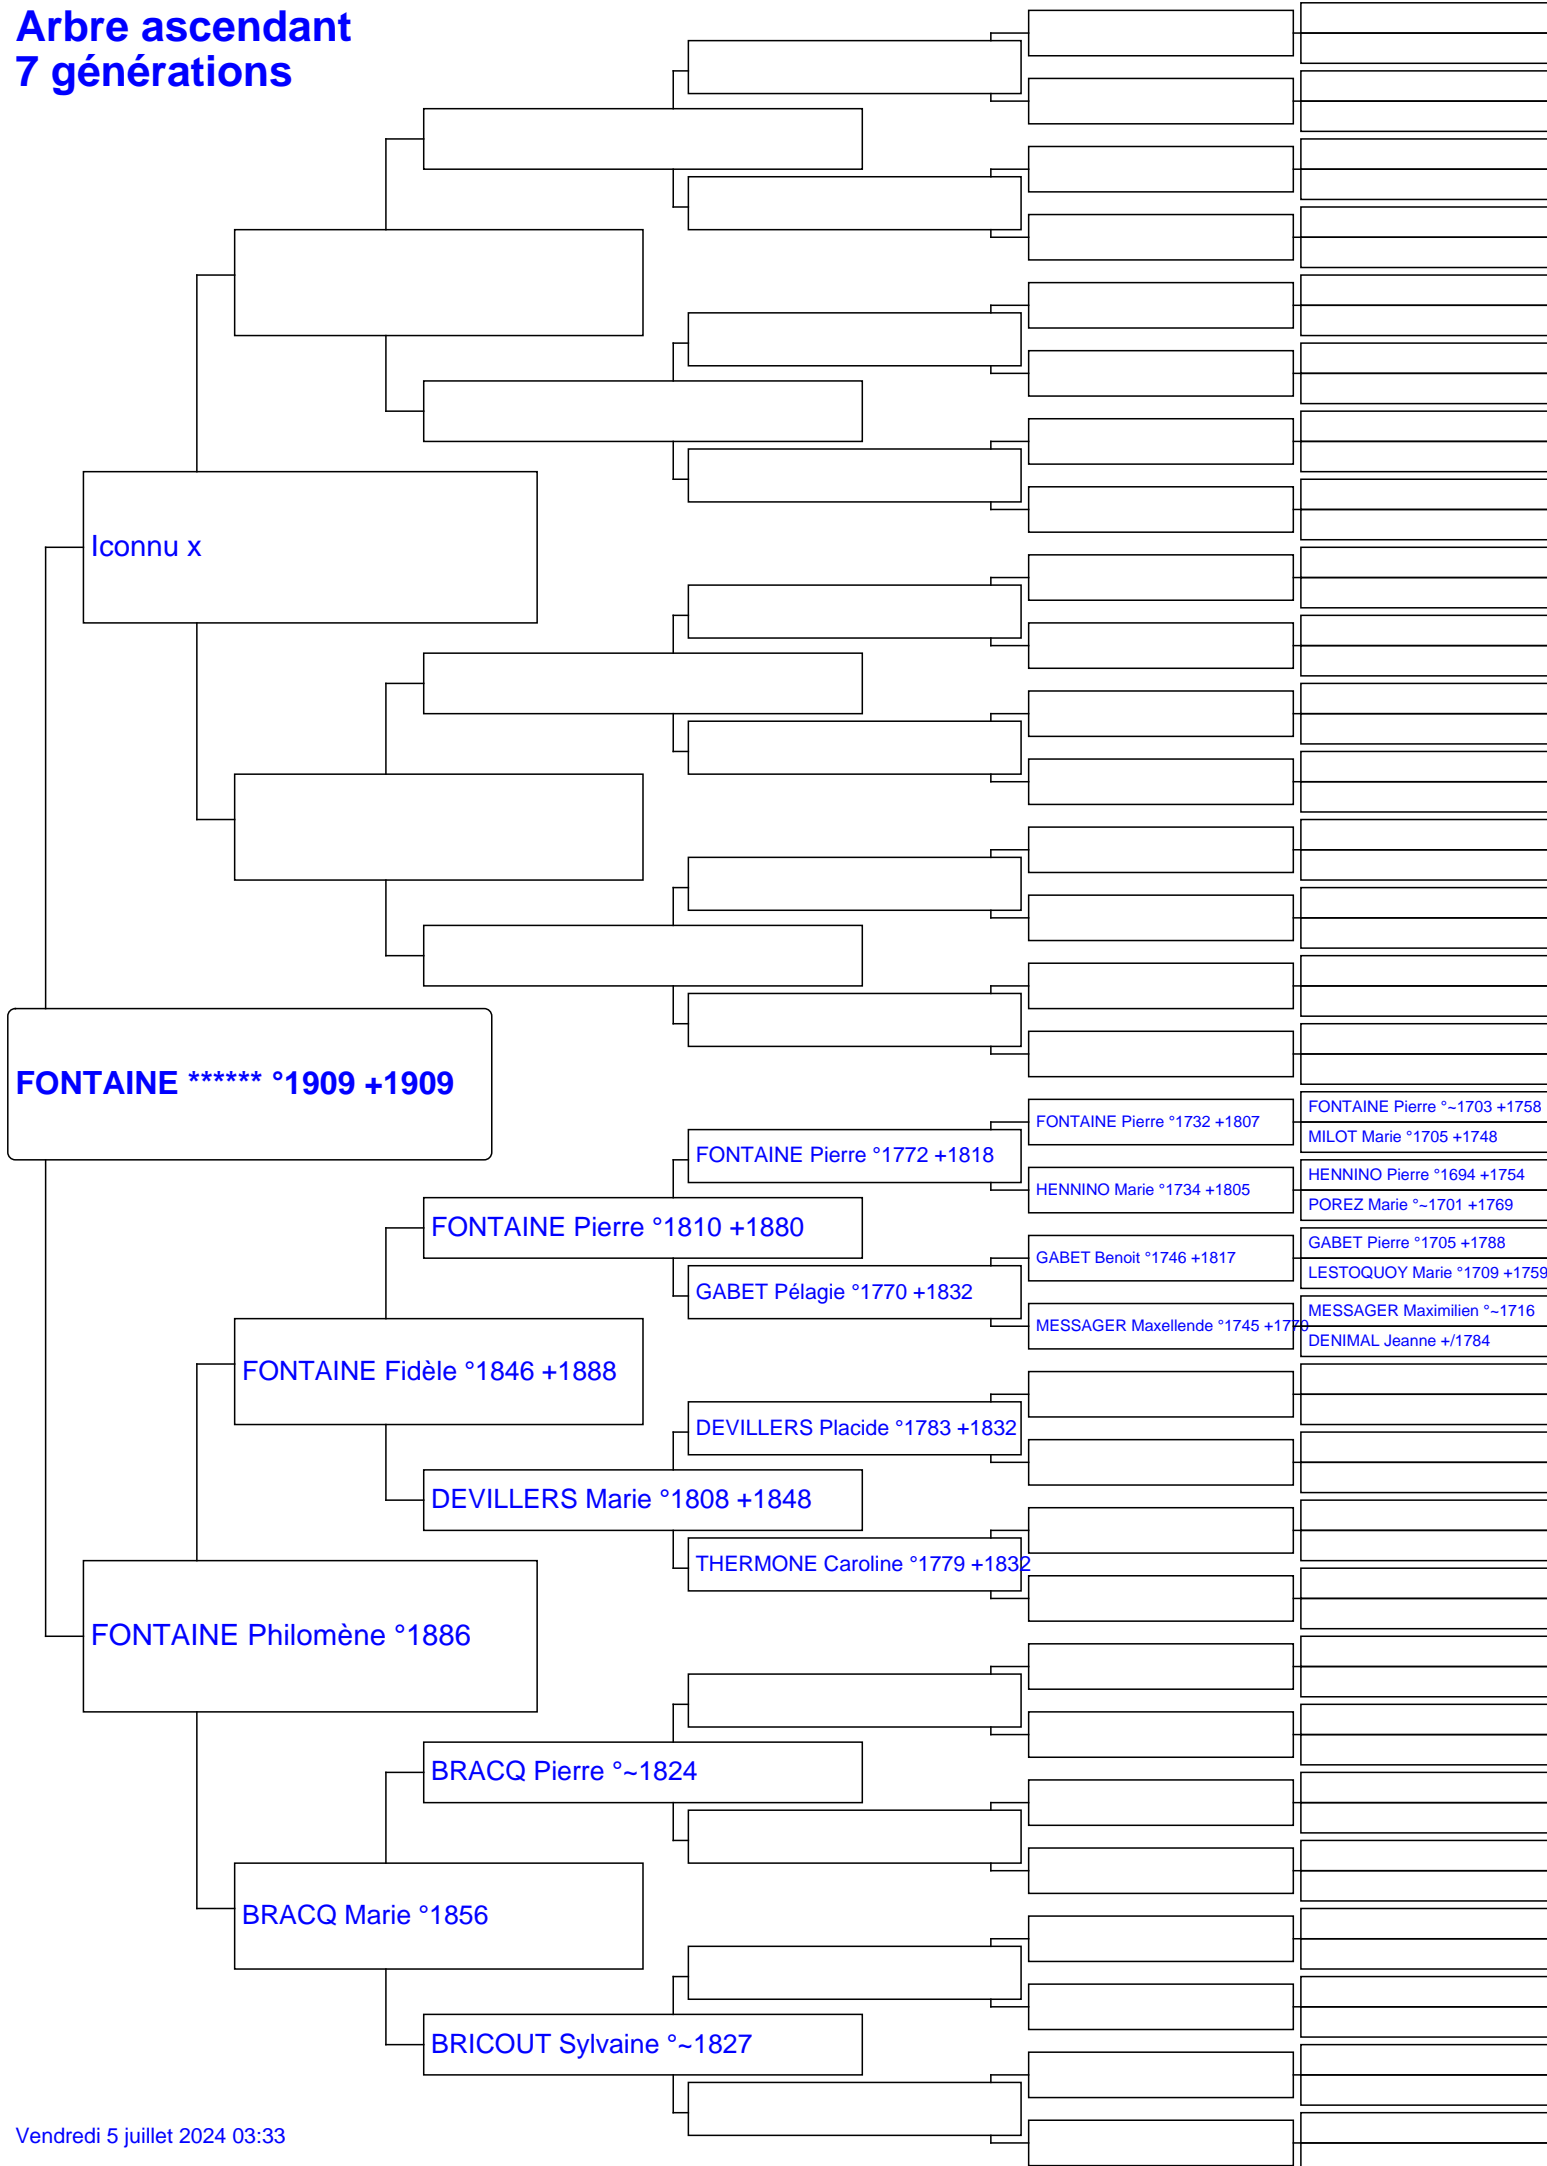 Arbre ascendant
7 générations
Iconnu x
FONTAINE ****** °1909 +1909
FONTAINE Pierre °~1703 +1758
FONTAINE Pierre °1732 +1807
MILOT Marie °1705 +1748
FONTAINE Pierre °1772 +1818
HENNINO Pierre °1694 +1754
HENNINO Marie °1734 +1805
POREZ Marie °~1701 +1769
FONTAINE Pierre °1810 +1880
GABET Pierre °1705 +1788
GABET Benoit °1746 +1817
LESTOQUOY Marie °1709 +1759
GABET Pélagie °1770 +1832
MESSAGER Maximilien °~1716
MESSAGER Maxellende °1745 +1770
DENIMAL Jeanne +/1784
FONTAINE Fidèle °1846 +1888
DEVILLERS Placide °1783 +1832
DEVILLERS Marie °1808 +1848
THERMONE Caroline °1779 +1832
FONTAINE Philomène °1886
BRACQ Pierre °~1824
BRACQ Marie °1856
BRICOUT Sylvaine °~1827
Vendredi 5 juillet 2024 03:33